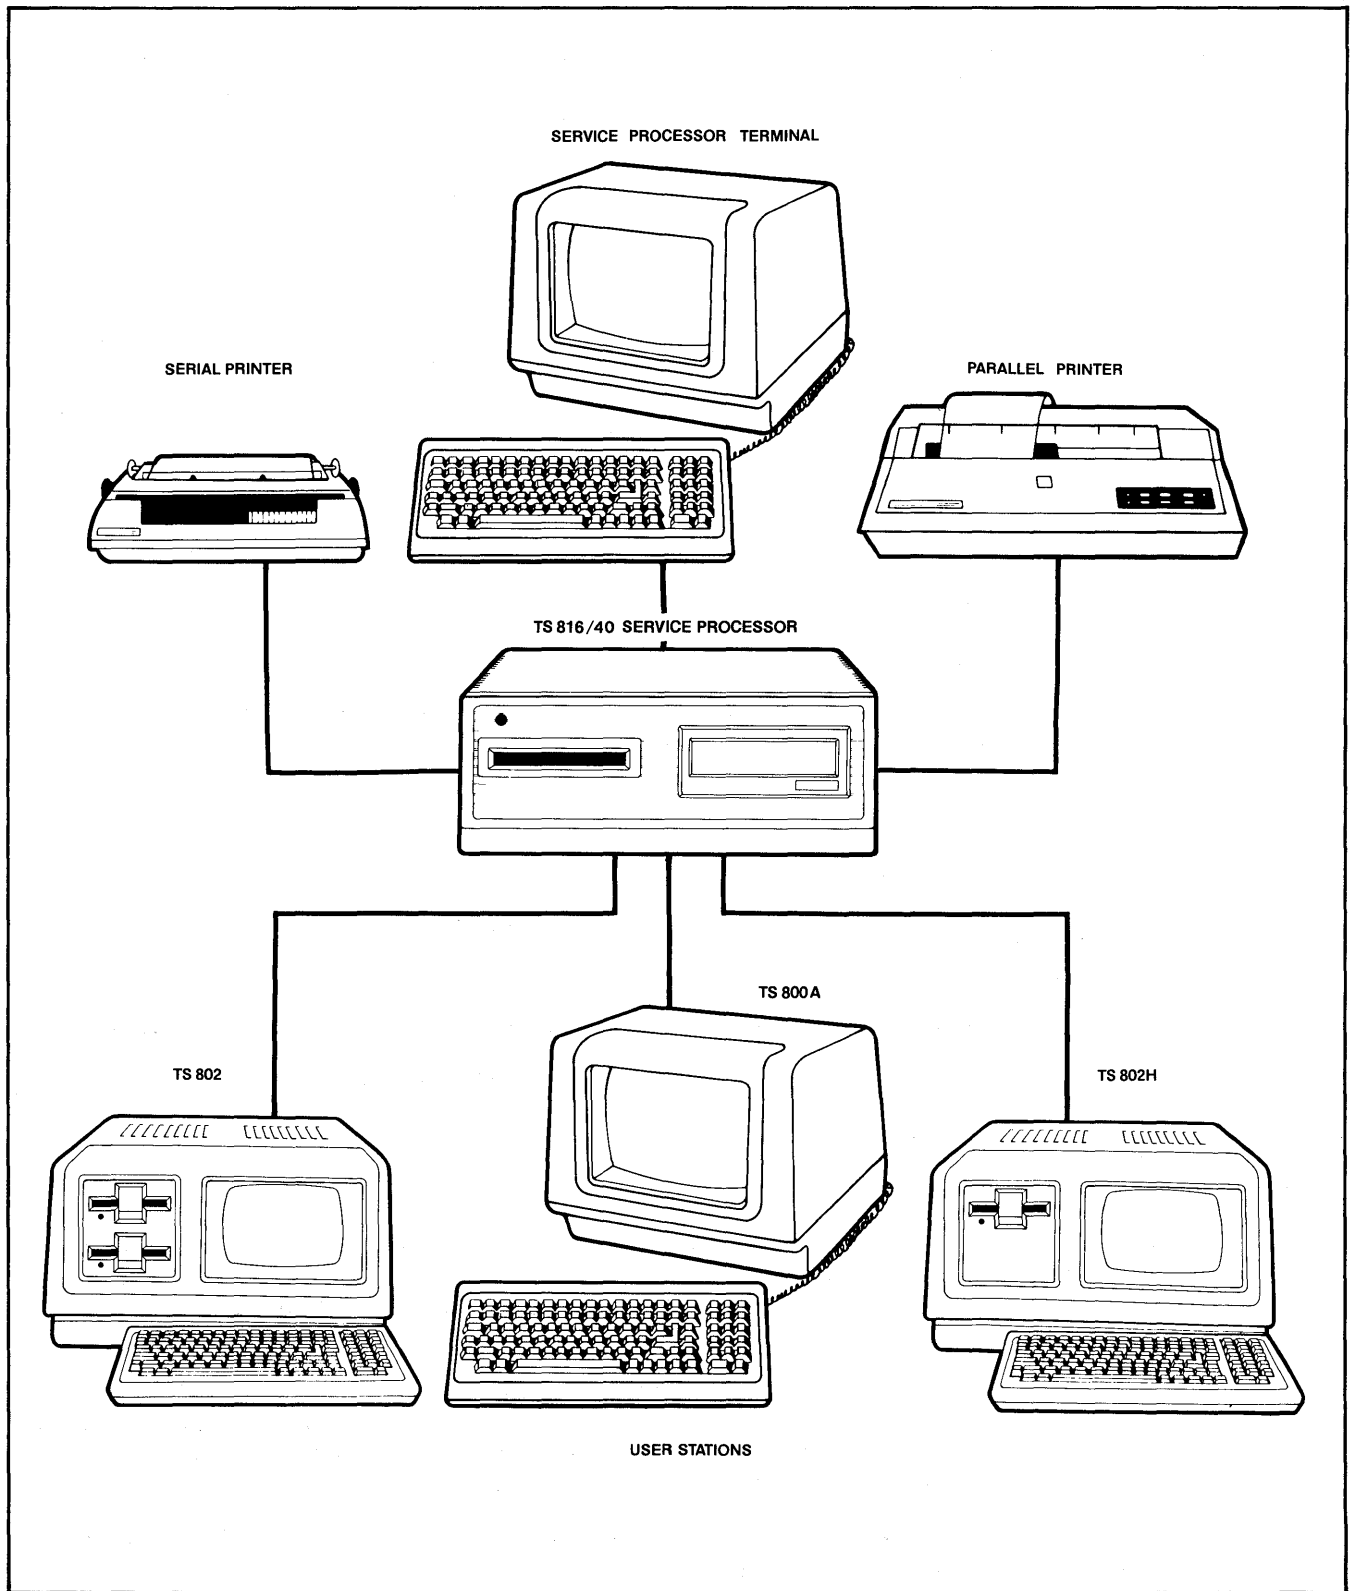 SERVICE PROCESSOR TERMINAL
SERIAL PRINTER
PARALLEL PRINTER
TS 816/40 SERVICE PROCESSOR
TS 800A
TS 802
TS 802H
USER STATIONS